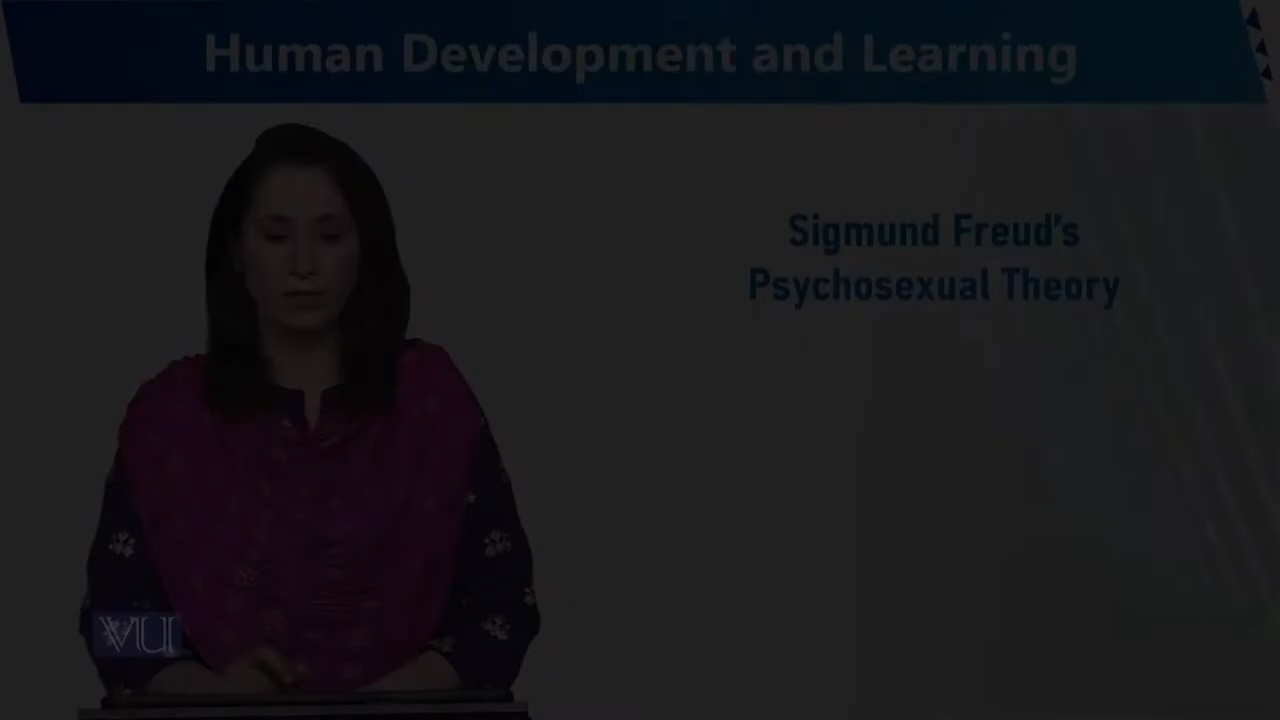 Human Development and Learning
Sigmund Freud's
Psychosexual Theory
VU